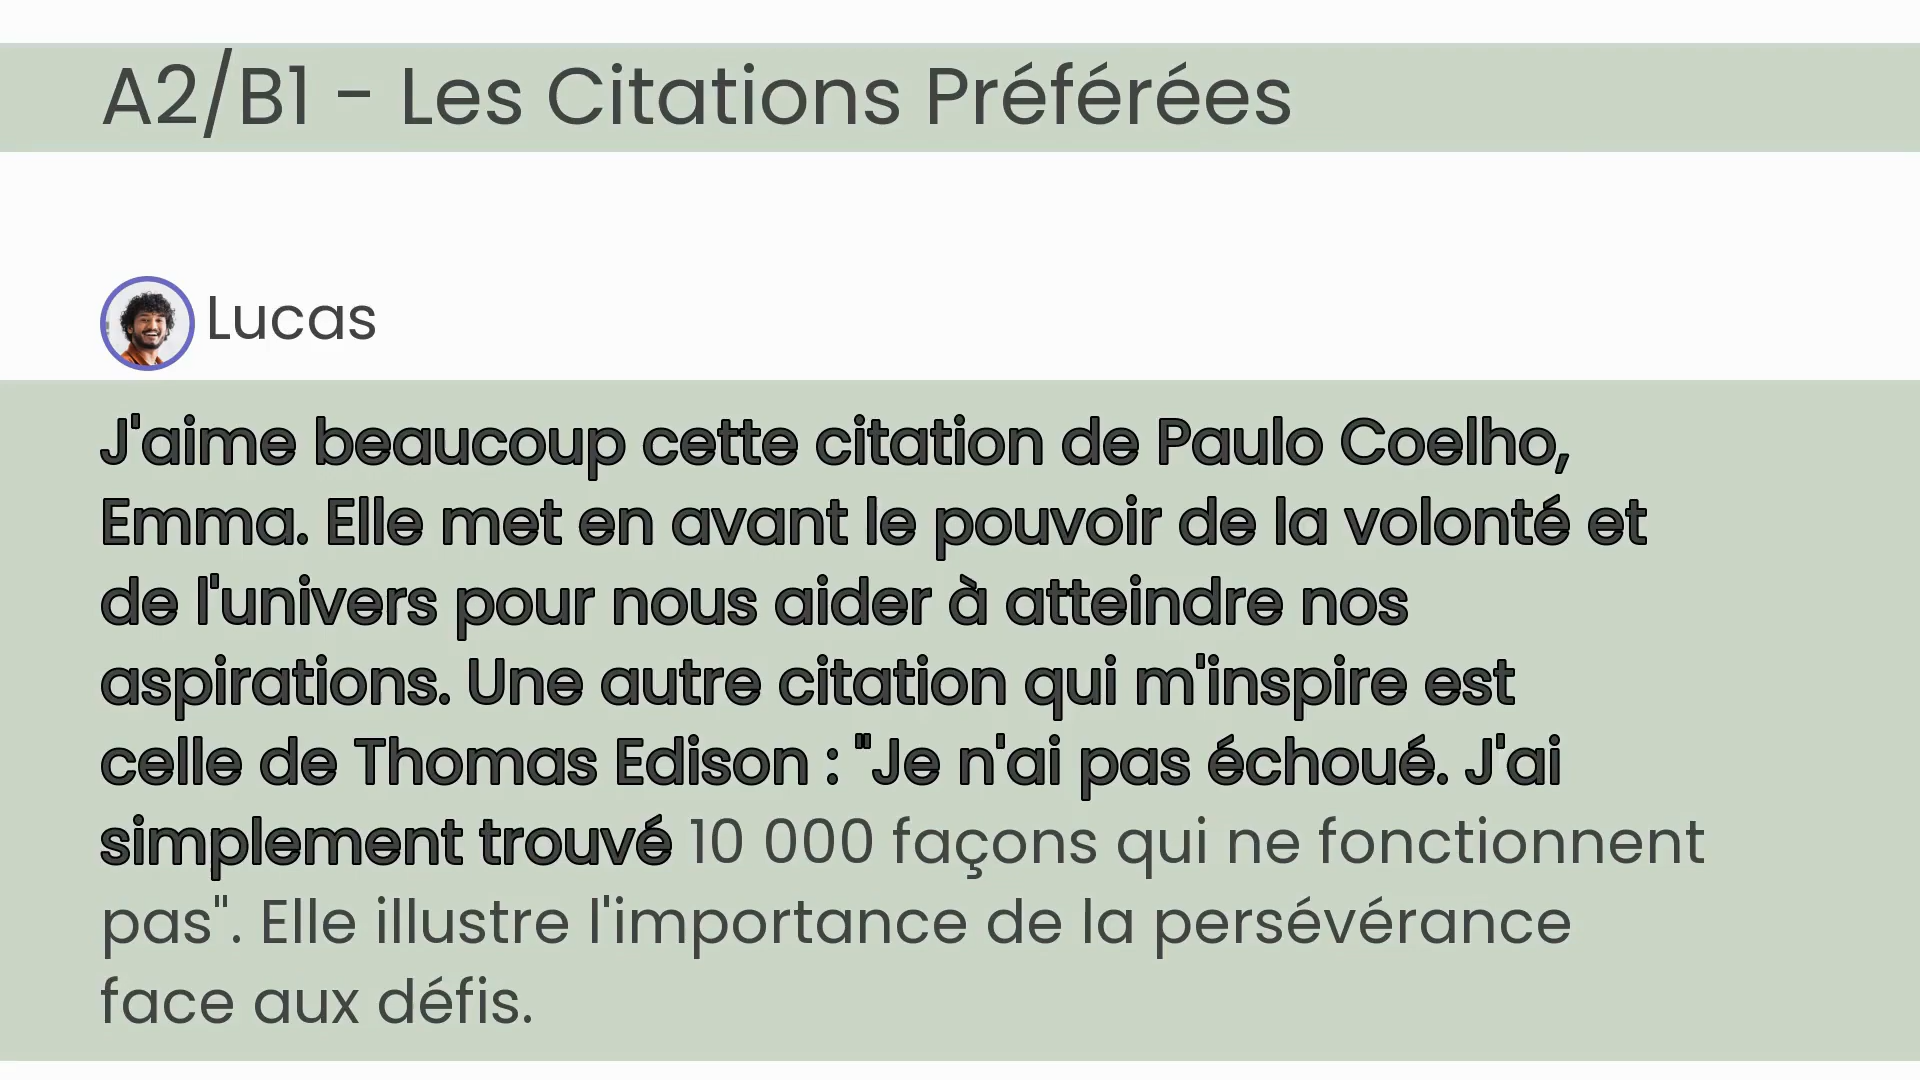 A2/B1 - Les Citations Préférées
Lucas
J'aime beaucoup cette citation de Paulo Coelho,
Emma. Elle met en avant le pouvoir de la volonté et
de l'univers pour nous aider à atteindre nos
aspirations. Une autre citation qui m'inspire est
celle de Thomas Edison : "Je n'ai pas échoué. J'ai
simplement trouvé 10 000 façons qui ne fonctionnent
pas". Elle illustre l'importance de la persévérance
face aux défis.